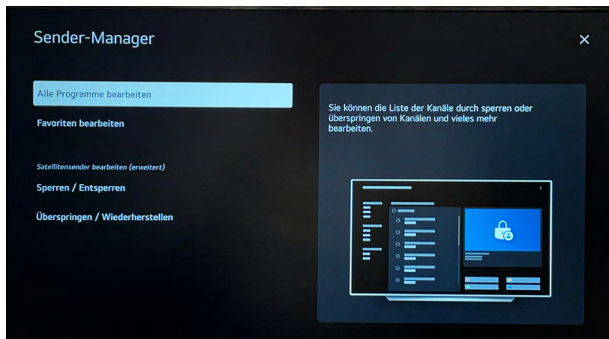 Sender-Manager
Alle Programme bearbeiten
Favoriten bearbeiten
Satellitensender bearbeiten (erweitert)
Sperren / Entsperren
Überspringen / Wiederherstellen
Sie können die Liste der Kanäle durch sperren oder
überspringen von Kanälen und vieles mehr
bearbeiten.